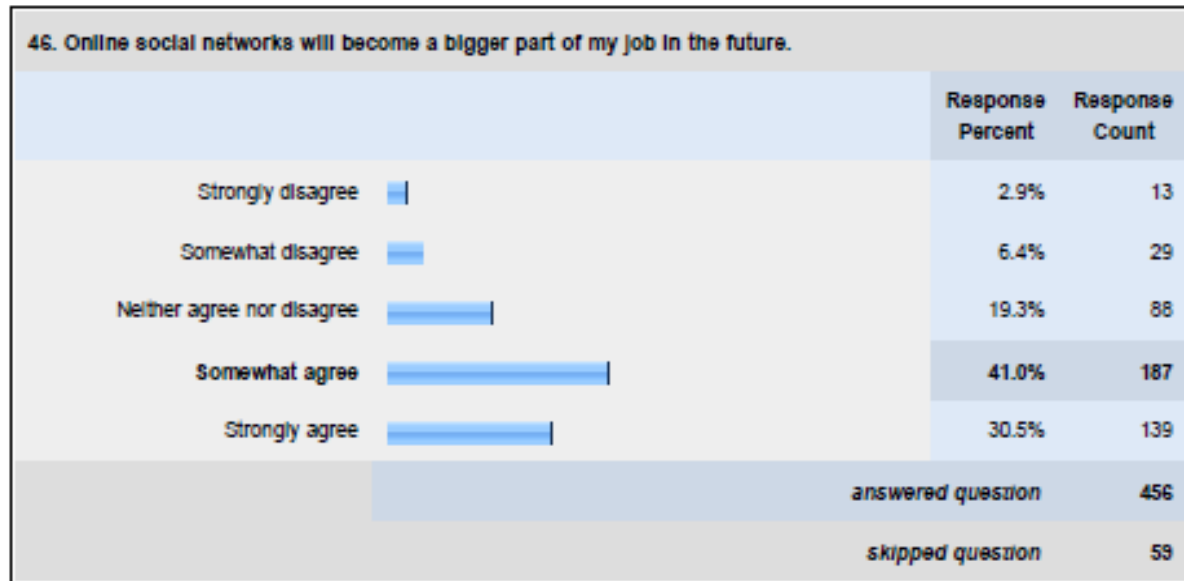 46. Online social networks will become a bigger part of my job in the future.
Response Percent Response Count
Strongly disagree 2.9% 13
Somewhat disagree 6.4% 29
Neither agree nor disagree 19.3% 88
Somewhat agree 41.0% 187
Strongly agree 30.5% 139
answered question 456
skipped question 59